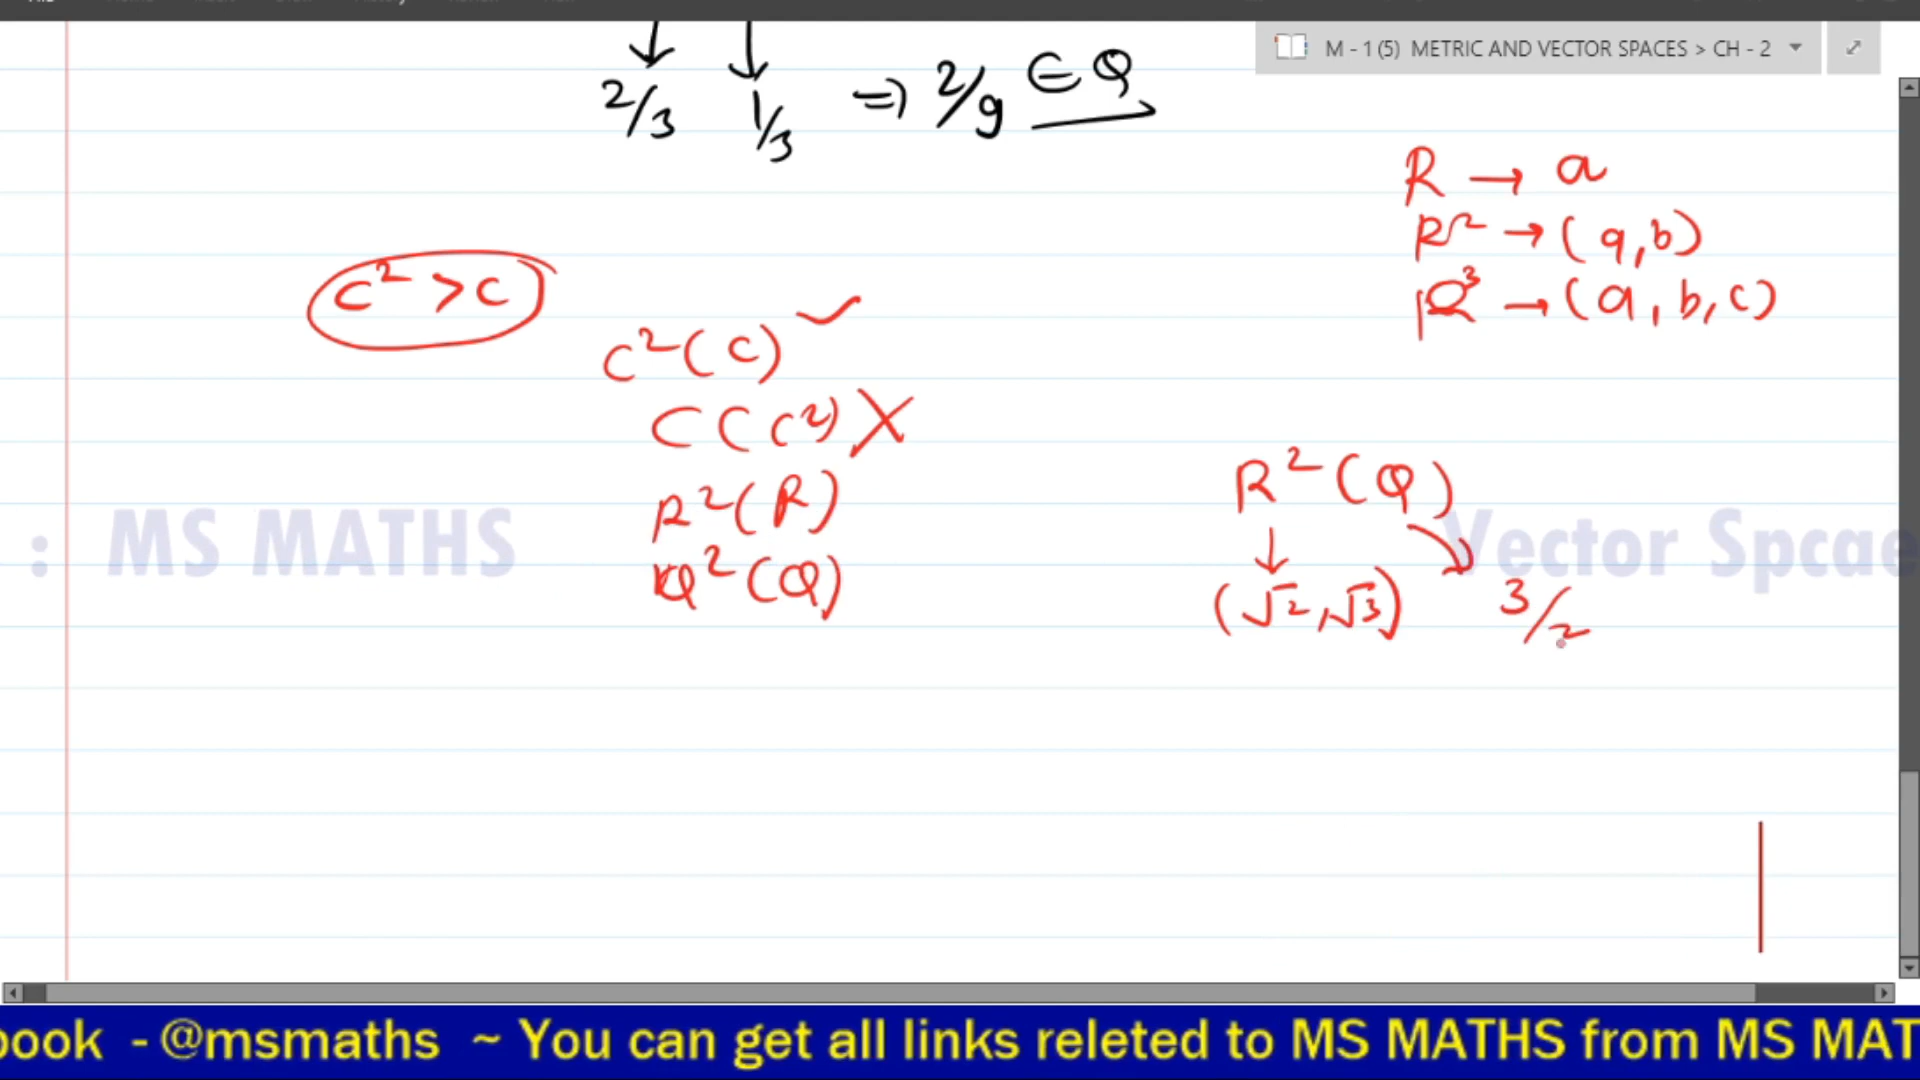 M - 1 (5) METRIC AND VECTOR SPACES > CH - 2
2/3 1/3 => 2/9 ∈ Q
R → a
R² → (a,b)
R³ → (a, b, c)
C² > C
C²(C) ✓
C(C²) X
R²(R)
Q²(Q)
R²(Q)
(√2, √3) 3/2
: MS MATHS
Vector Spcae
book - @msmaths ~ You can get all links releted to MS MATHS from MS MAT